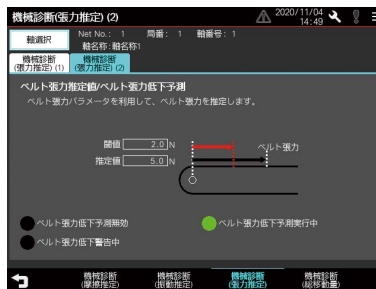 機械診断(張力推定) (2)
2020/11/04
14:49
軸選択
Net No.: 1 局番: 1 軸番号: 1
軸名称:軸名称1
機械診断
(張力推定) (1)
機械診断
(張力推定) (2)
ベルト張力推定値/ベルト張力低下予測
ベルト張力パラメータを利用して、ベルト張力を推定します。
閾値 2.0 N
ベルト張力
推定値 5.0 N
ベルト張力低下予測無効
ベルト張力低下予測実行中
ベルト張力低下警告中
機械診断
(摩擦推定)
機械診断
(振動推定)
機械診断
(張力推定)
機械診断
(総移動量)